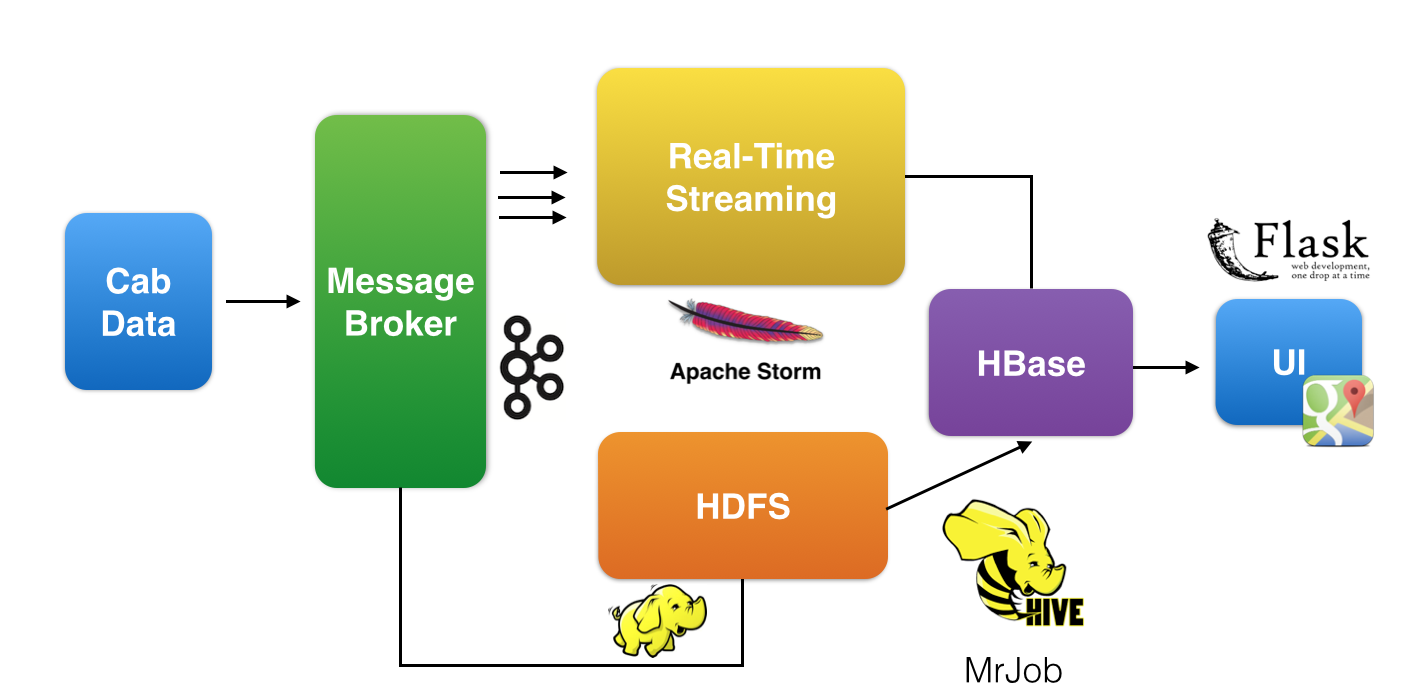 Cab
Data
Message
Broker
Real-Time
Streaming
Apache Storm
HDFS
HBase
HIVE
MrJob
Flask
web development,
one drop at a time
UI
g